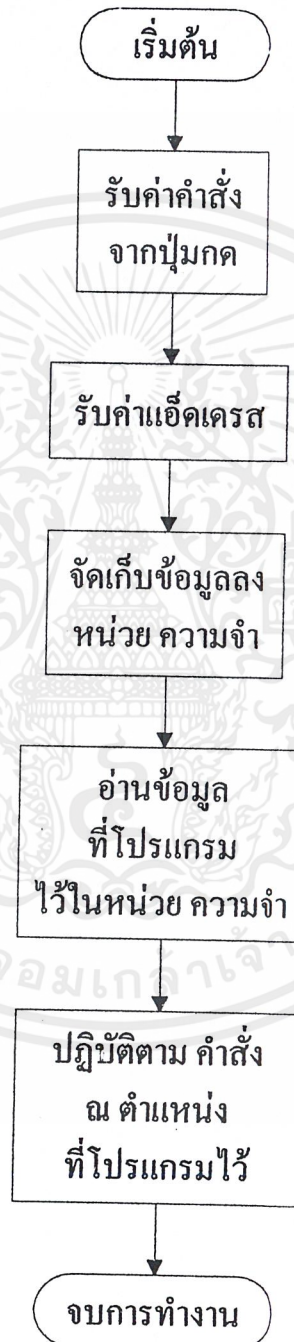 เริ่มต้น
รับค่าคำสั่ง
จากปุ่มกด
รับค่าแอ็ดเดรส
จัดเก็บข้อมูลลง
หน่วย ความจำ
อ่านข้อมูล
ที่โปรแกรม
ไว้ในหน่วย ความจำ
ปฏิบัติตาม คำสั่ง
ณ ตำแหน่ง
ที่โปรแกรมไว้
จบการทำงาน